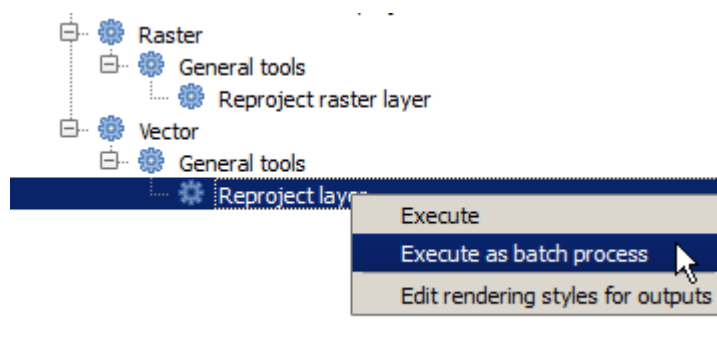 Raster
General tools
Reproject raster layer
Vector
General tools
Reproject layer
Execute
Execute as batch process
Edit rendering styles for outputs